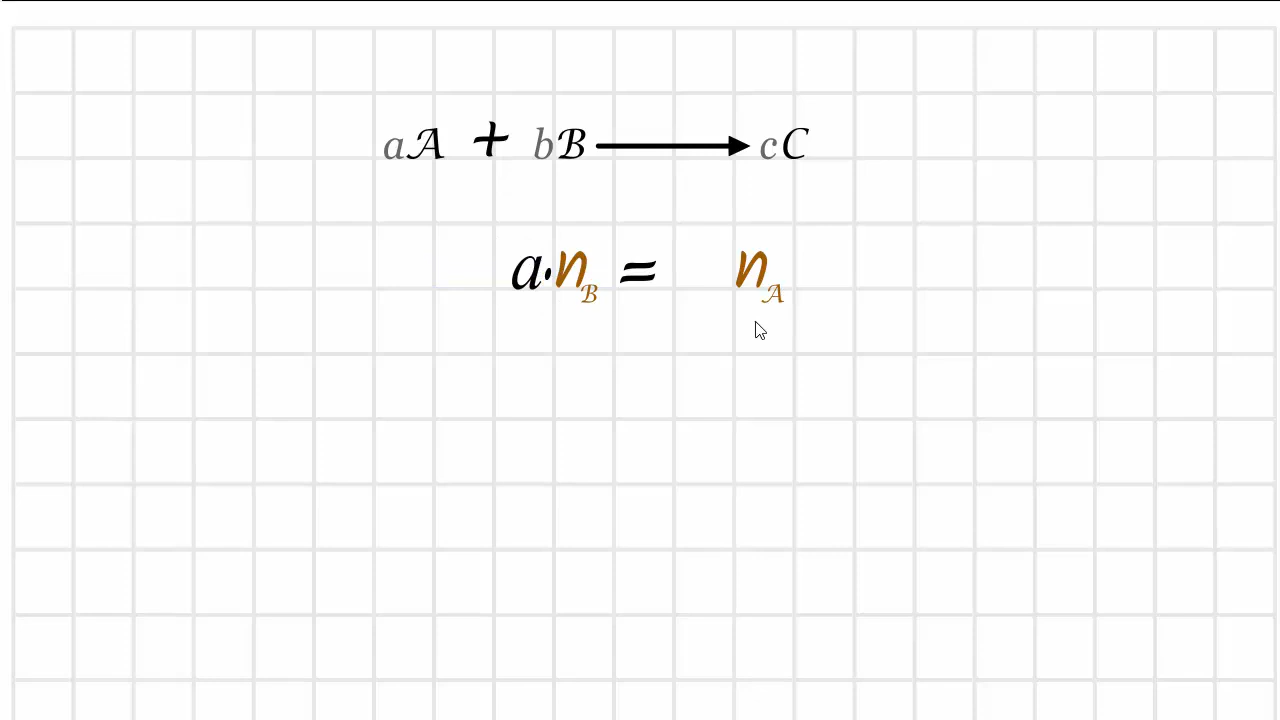 aA + bB → cC
a·n_B = n_A